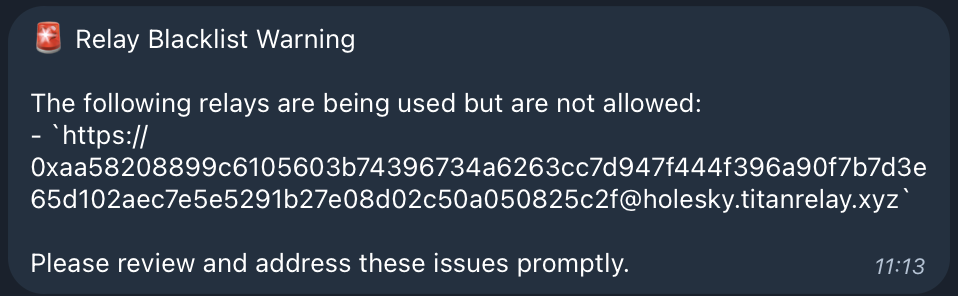 🚨 Relay Blacklist Warning
The following relays are being used but are not allowed:
- `https://
0xaa58208899c6105603b74396734a6263cc7d947f444f396a90f7b7d3e
65d102aec7e5e5291b27e08d02c50a050825c2f@holesky.titanrelay.xyz`
Please review and address these issues promptly.
11:13